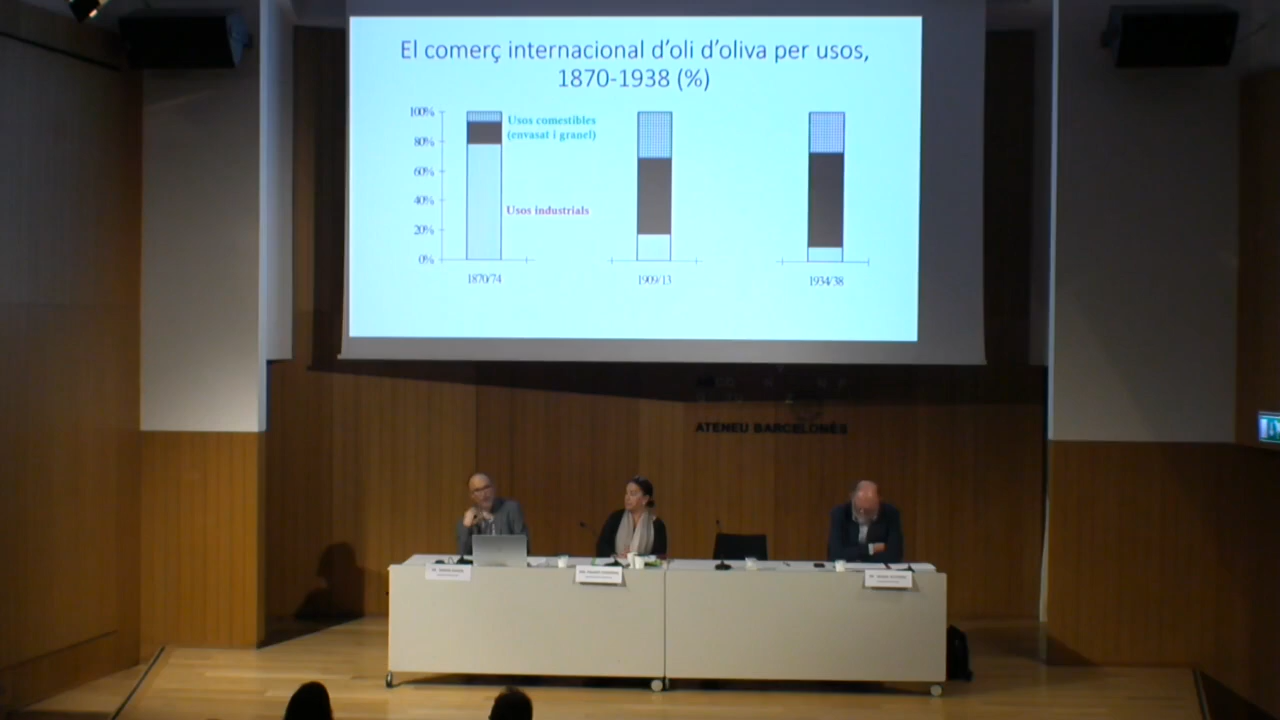 El comerç internacional d'oli d'oliva per usos,
1870-1938 (%)
100%
80%
60%
40%
20%
0%
Usos comestibles
(envasat i granel)
Usos industrials
1870/74
1909/13
1934/38
ATENEU BARCELONÈS